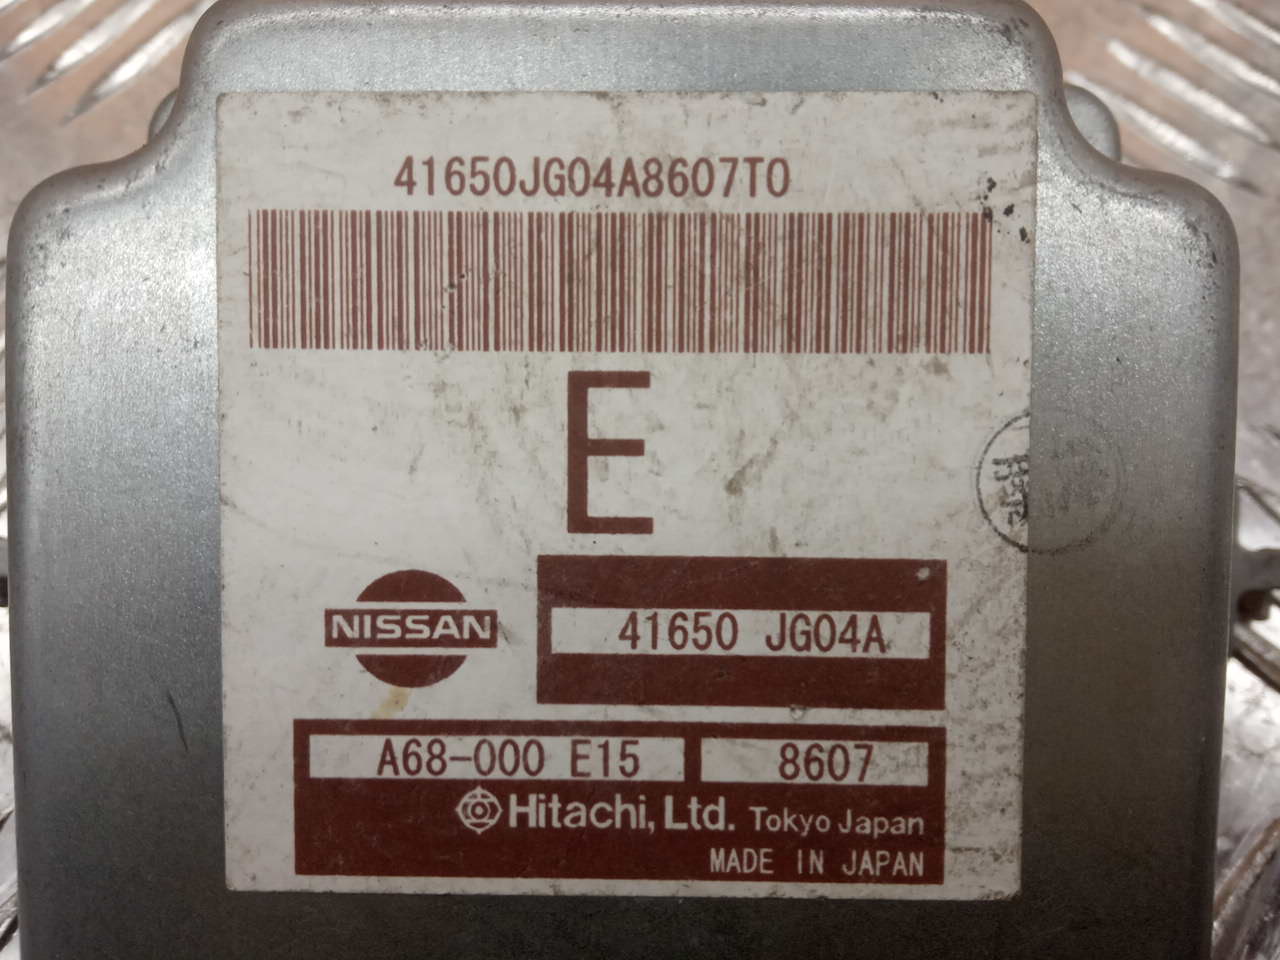 41650JG04A8607T0
E
NISSAN
41650 JG04A
A68-000 E15
8607
Hitachi, Ltd. Tokyo Japan
MADE IN JAPAN